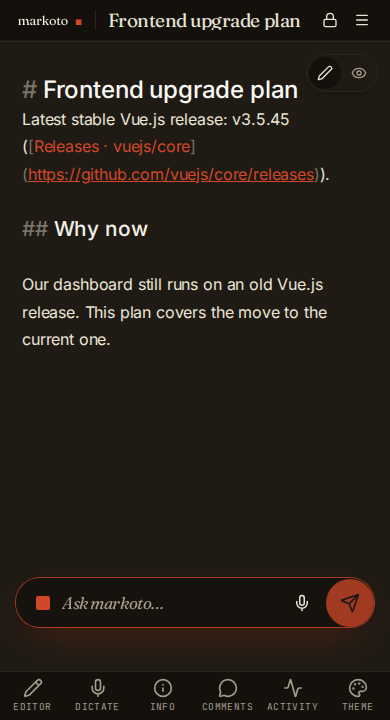 markoto
Frontend upgrade plan
# Frontend upgrade plan
Latest stable Vue.js release: v3.5.45
([Releases · vuejs/core]
(https://github.com/vuejs/core/releases)).
## Why now
Our dashboard still runs on an old Vue.js
release. This plan covers the move to the
current one.
Ask markoto...
EDITOR DICTATE INFO COMMENTS ACTIVITY THEME